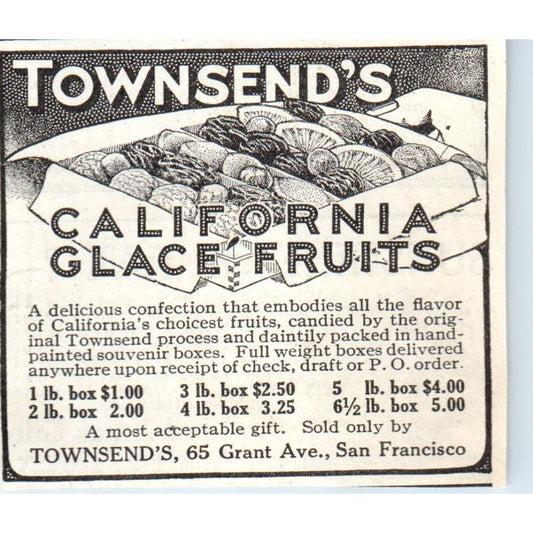 TOWNSEND'S
CALIFORNIA
GLACE FRUITS
A delicious confection that embodies all the flavor
of California's choicest fruits, candied by the orig-
inal Townsend process and daintily packed in hand-
painted souvenir boxes. Full weight boxes delivered
anywhere upon receipt of check, draft or P. O. order.
1 lb. box $1.00 3 lb. box $2.50 5 lb. box $4.00
2 lb. box 2.00 4 lb. box 3.25 6½ lb. box 5.00
A most acceptable gift. Sold only by
TOWNSEND'S, 65 Grant Ave., San Francisco